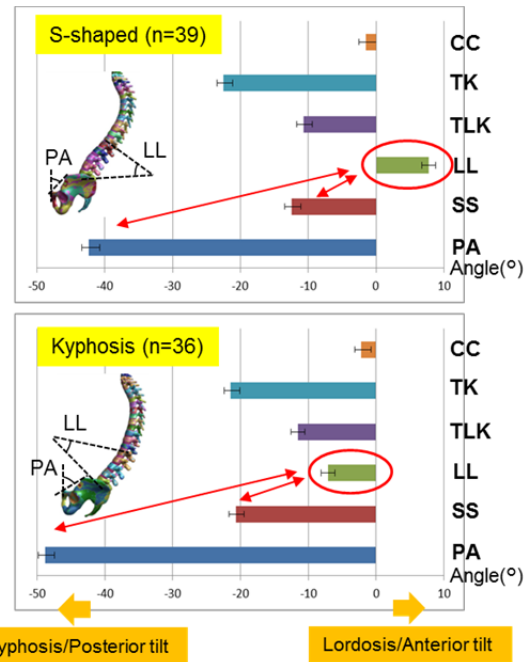 S-shaped (n=39)
CC
TK
TLK
LL
SS
PA
PA
LL
Angle(°)
-50 -40 -30 -20 -10 0 10
Kyphosis (n=36)
CC
TK
TLK
LL
SS
PA
LL
PA
Angle(°)
-50 -40 -30 -20 -10 0 10
yphosis/Posterior tilt
Lordosis/Anterior tilt